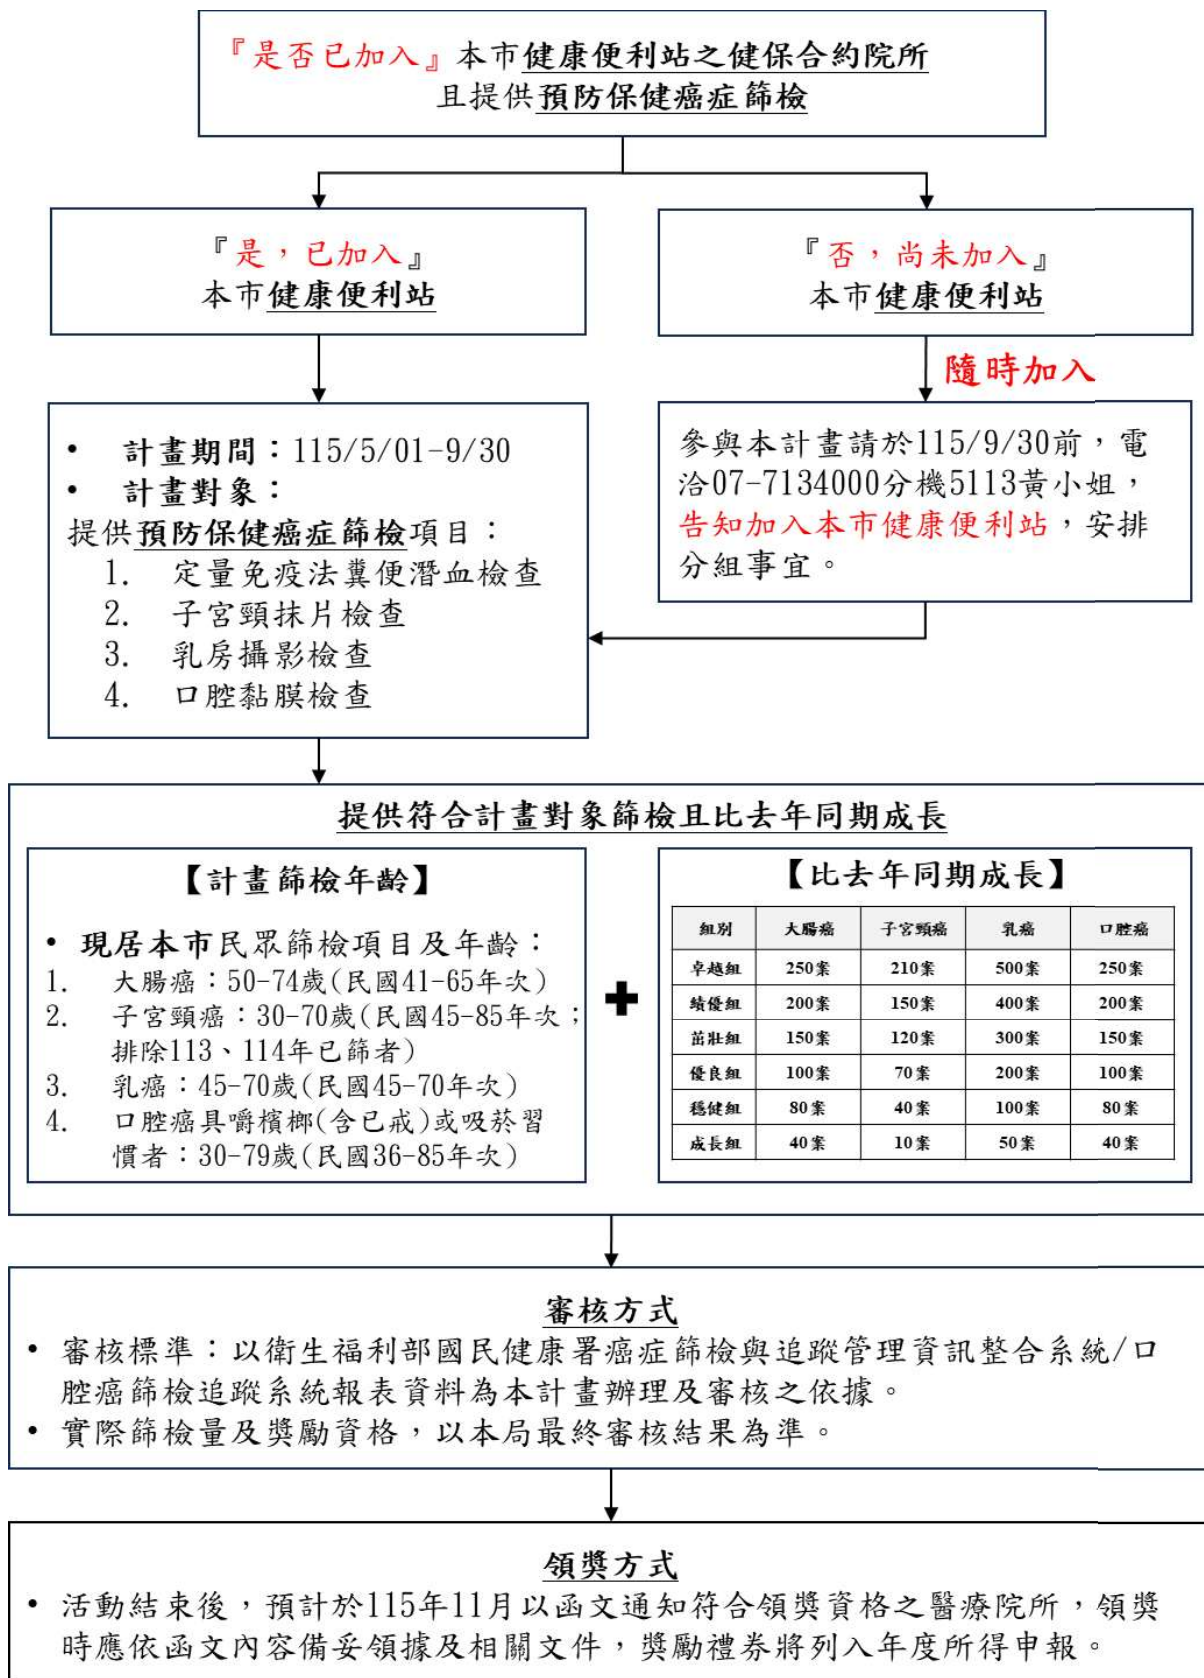 『是否已加入』本市健康便利站之健保合約院所
且提供預防保健癌症篩檢
『是，已加入』
本市健康便利站
『否，尚未加入』
本市健康便利站
隨時加入
• 計畫期間：115/5/01-9/30
• 計畫對象：
提供預防保健癌症篩檢項目：
1. 定量免疫法糞便潛血檢查
2. 子宮頸抹片檢查
3. 乳房攝影檢查
4. 口腔黏膜檢查
參與本計畫請於115/9/30前，電
洽07-7134000分機5113黃小姐，
告知加入本市健康便利站，安排
分組事宜。
提供符合計畫對象篩檢且比去年同期成長
【計畫篩檢年齡】
• 現居本市民眾篩檢項目及年齡：
1. 大腸癌：50-74歲(民國41-65年次)
2. 子宮頸癌：30-70歲(民國45-85年次；
排除113、114年已篩者)
3. 乳癌：45-70歲(民國45-70年次)
4. 口腔癌具嚼檳榔(含已戒)或吸菸習
慣者：30-79歲(民國36-85年次)
【比去年同期成長】
組別 大腸癌 子宮頸癌 乳癌 口腔癌
卓越組 250案 210案 500案 250案
績優組 200案 150案 400案 200案
茁壯組 150案 120案 300案 150案
優良組 100案 70案 200案 100案
穩健組 80案 40案 100案 80案
成長組 40案 10案 50案 40案
審核方式
• 審核標準：以衛生福利部國民健康署癌症篩檢與追蹤管理資訊整合系統/口
腔癌篩檢追蹤系統報表資料為本計畫辦理及審核之依據。
• 實際篩檢量及獎勵資格，以本局最終審核結果為準。
領獎方式
• 活動結束後，預計於115年11月以函文通知符合領獎資格之醫療院所，領獎
時應依函文內容備妥領據及相關文件，獎勵禮券將列入年度所得申報。